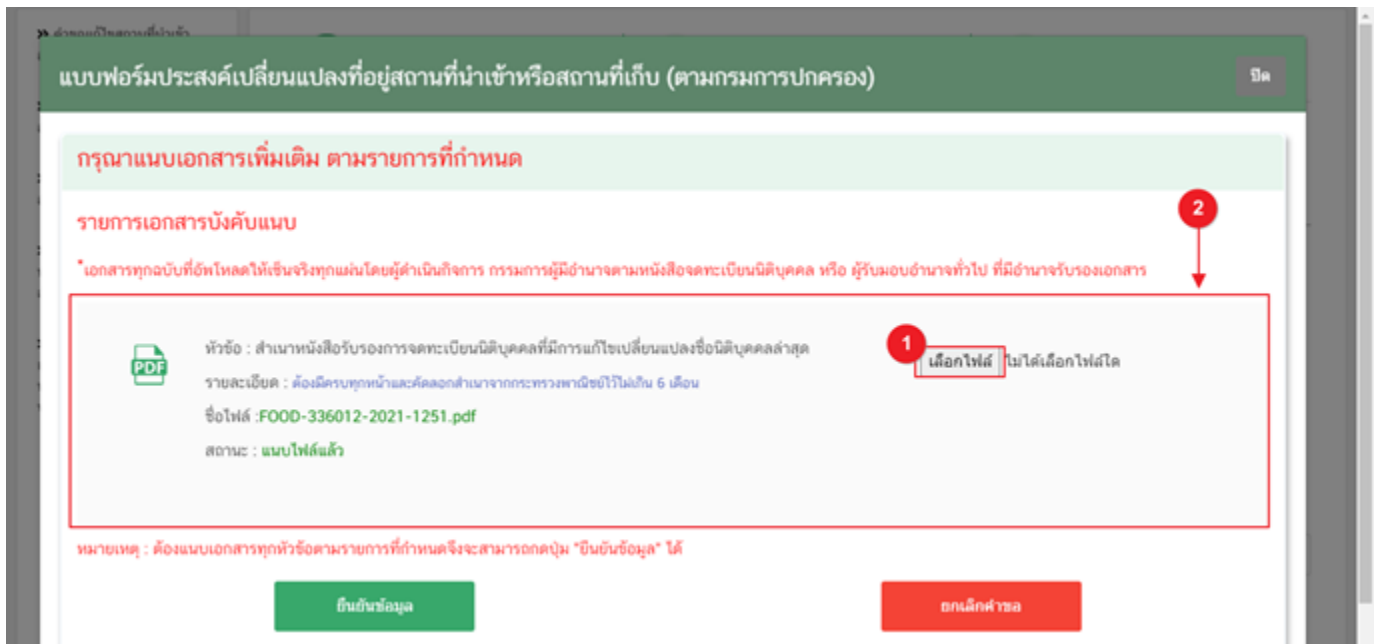 คำขอแก้ไขสถานที่นำเข้า
แบบฟอร์มประสงค์เปลี่ยนแปลงที่อยู่สถานที่นำเข้าหรือสถานที่เก็บ (ตามกรมการปกครอง)
ปิด
กรุณาแนบเอกสารเพิ่มเติม ตามรายการที่กำหนด
รายการเอกสารบังคับแนบ
2
*เอกสารทุกฉบับที่อัพโหลดให้เซ็นจริงทุกแผ่นโดยผู้ดำเนินกิจการ กรรมการผู้มีอำนาจตามหนังสือจดทะเบียนนิติบุคคล หรือ ผู้รับมอบอำนาจทั่วไป ที่มีอำนาจรับรองเอกสาร
PDF
หัวข้อ : สำเนาหนังสือรับรองการจดทะเบียนนิติบุคคลที่มีการแก้ไขเปลี่ยนแปลงชื่อนิติบุคคลล่าสุด
1
เลือกไฟล์ ไม่ได้เลือกไฟล์ใด
รายละเอียด : ต้องมีครบทุกหน้าและคัดลอกสำเนาจากกระทรวงพาณิชย์ไว้ไม่เกิน 6 เดือน
ชื่อไฟล์ :FOOD-336012-2021-1251.pdf
สถานะ : แนบไฟล์แล้ว
หมายเหตุ : ต้องแนบเอกสารทุกหัวข้อตามรายการที่กำหนดจึงจะสามารถกดปุ่ม "ยืนยันข้อมูล" ได้
ยืนยันข้อมูล
ยกเลิกคำขอ